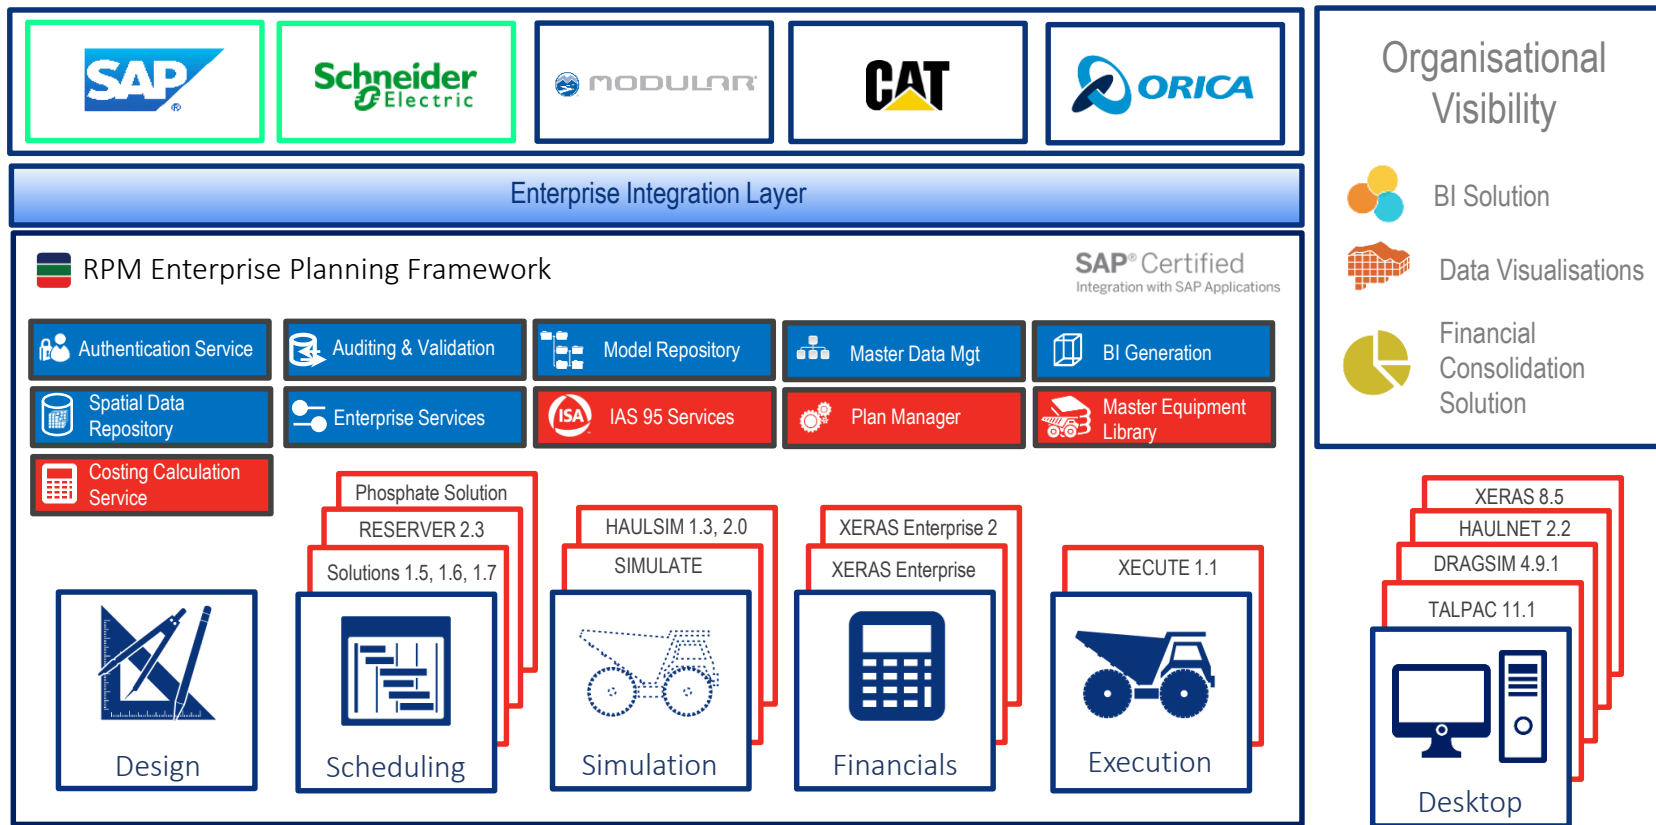 SAP
®
Schneider
Electric
MODULAR
CAT
ORICA
Organisational
Visibility
BI Solution
Data Visualisations
Financial
Consolidation
Solution
Enterprise Integration Layer
RPM Enterprise Planning Framework
SAP® Certified
Integration with SAP Applications
Authentication Service
Auditing & Validation
Model Repository
Master Data Mgt
BI Generation
Spatial Data
Repository
Enterprise Services
ISA
IAS 95 Services
Plan Manager
Master Equipment
Library
Costing Calculation
Service
Phosphate Solution
RESERVER 2.3
Solutions 1.5, 1.6, 1.7
Scheduling
HAULSIM 1.3, 2.0
SIMULATE
Simulation
XERAS Enterprise 2
XERAS Enterprise
Financials
XECUTE 1.1
Execution
Design
XERAS 8.5
HAULNET 2.2
DRAGSIM 4.9.1
TALPAC 11.1
Desktop